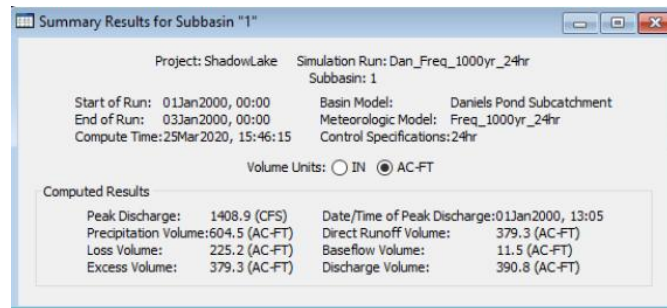 Summary Results for Subbasin "1"
Project: ShadowLake Simulation Run: Dan_Freq_1000yr_24hr
Subbasin: 1
Start of Run: 01Jan2000, 00:00 Basin Model: Daniels Pond Subcatchment
End of Run: 03Jan2000, 00:00 Meteorologic Model: Freq_1000yr_24hr
Compute Time:25Mar2020, 15:46:15 Control Specifications:24hr
Volume Units: IN AC-FT
Computed Results
Peak Discharge: 1408.9 (CFS) Date/Time of Peak Discharge:01Jan2000, 13:05
Precipitation Volume:604.5 (AC-FT) Direct Runoff Volume: 379.3 (AC-FT)
Loss Volume: 225.2 (AC-FT) Baseflow Volume: 11.5 (AC-FT)
Excess Volume: 379.3 (AC-FT) Discharge Volume: 390.8 (AC-FT)